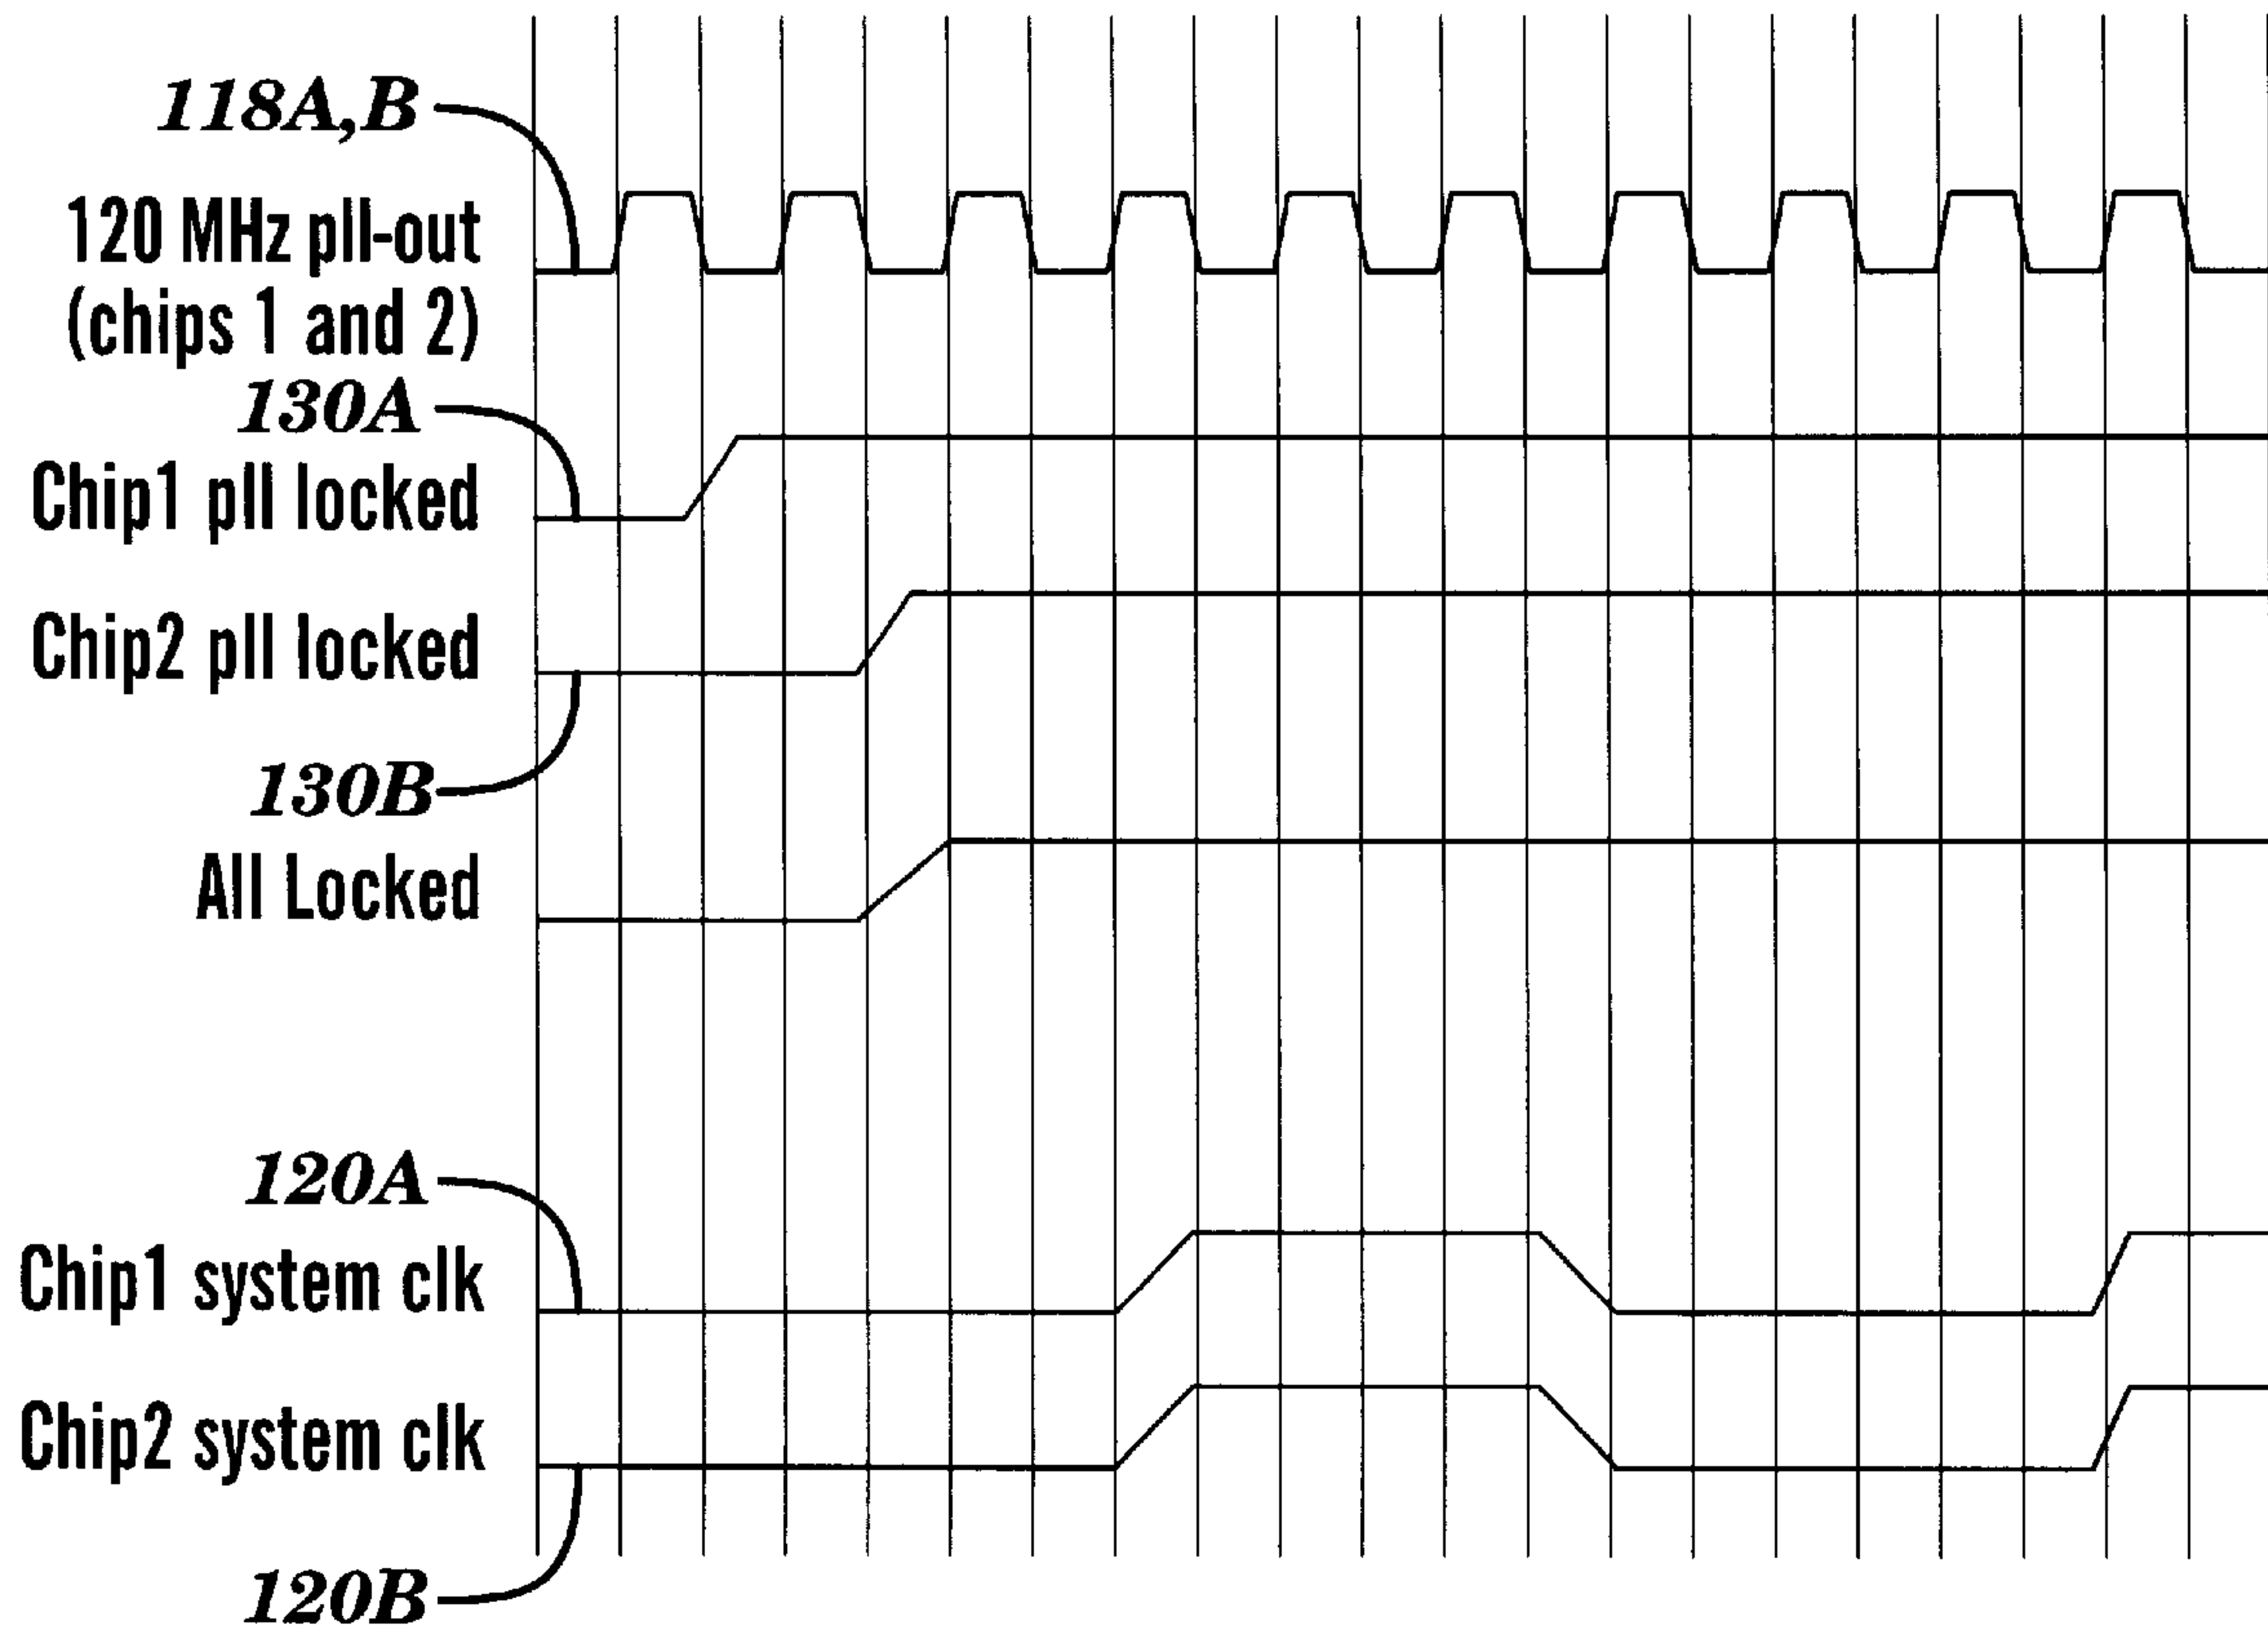 118A,B
120 MHz pll-out
(chips 1 and 2)
130A
Chip1 pll locked
Chip2 pll locked
130B
All Locked
120A
Chip1 system clk
Chip2 system clk
120B